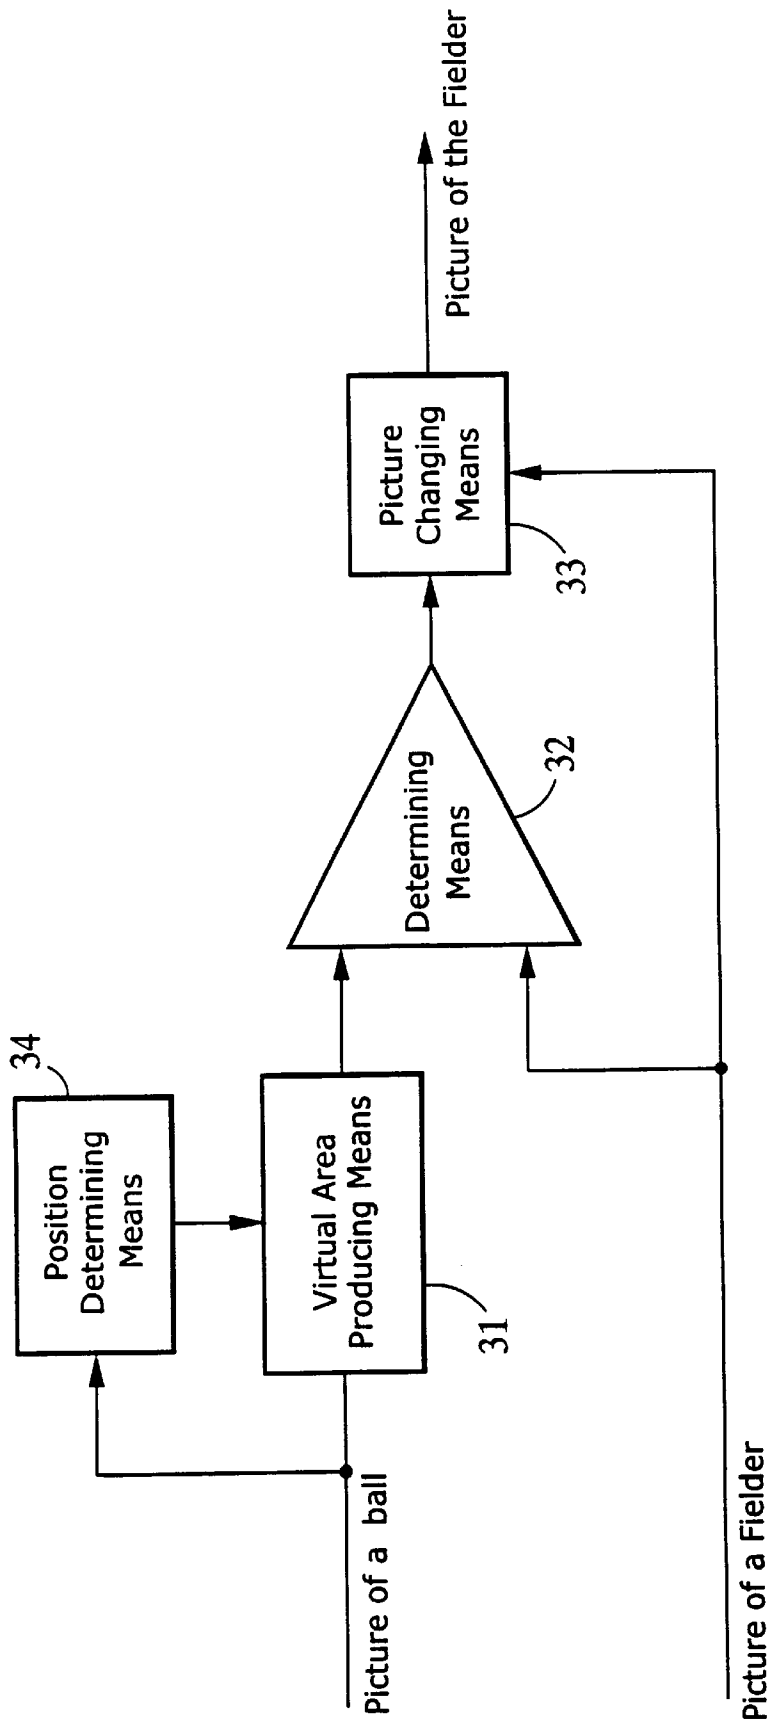 34
Position
Determining
Means
Picture of a ball
Virtual Area
Producing Means
31
Determining
Means
32
Picture
Changing
Means
33
Picture of the Fielder
Picture of a Fielder